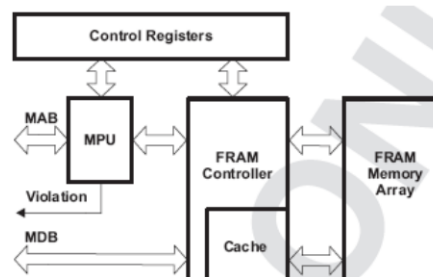 Control Registers
MAB
MPU
FRAM
Controller
FRAM
Memory
Array
Violation
MDB
Cache